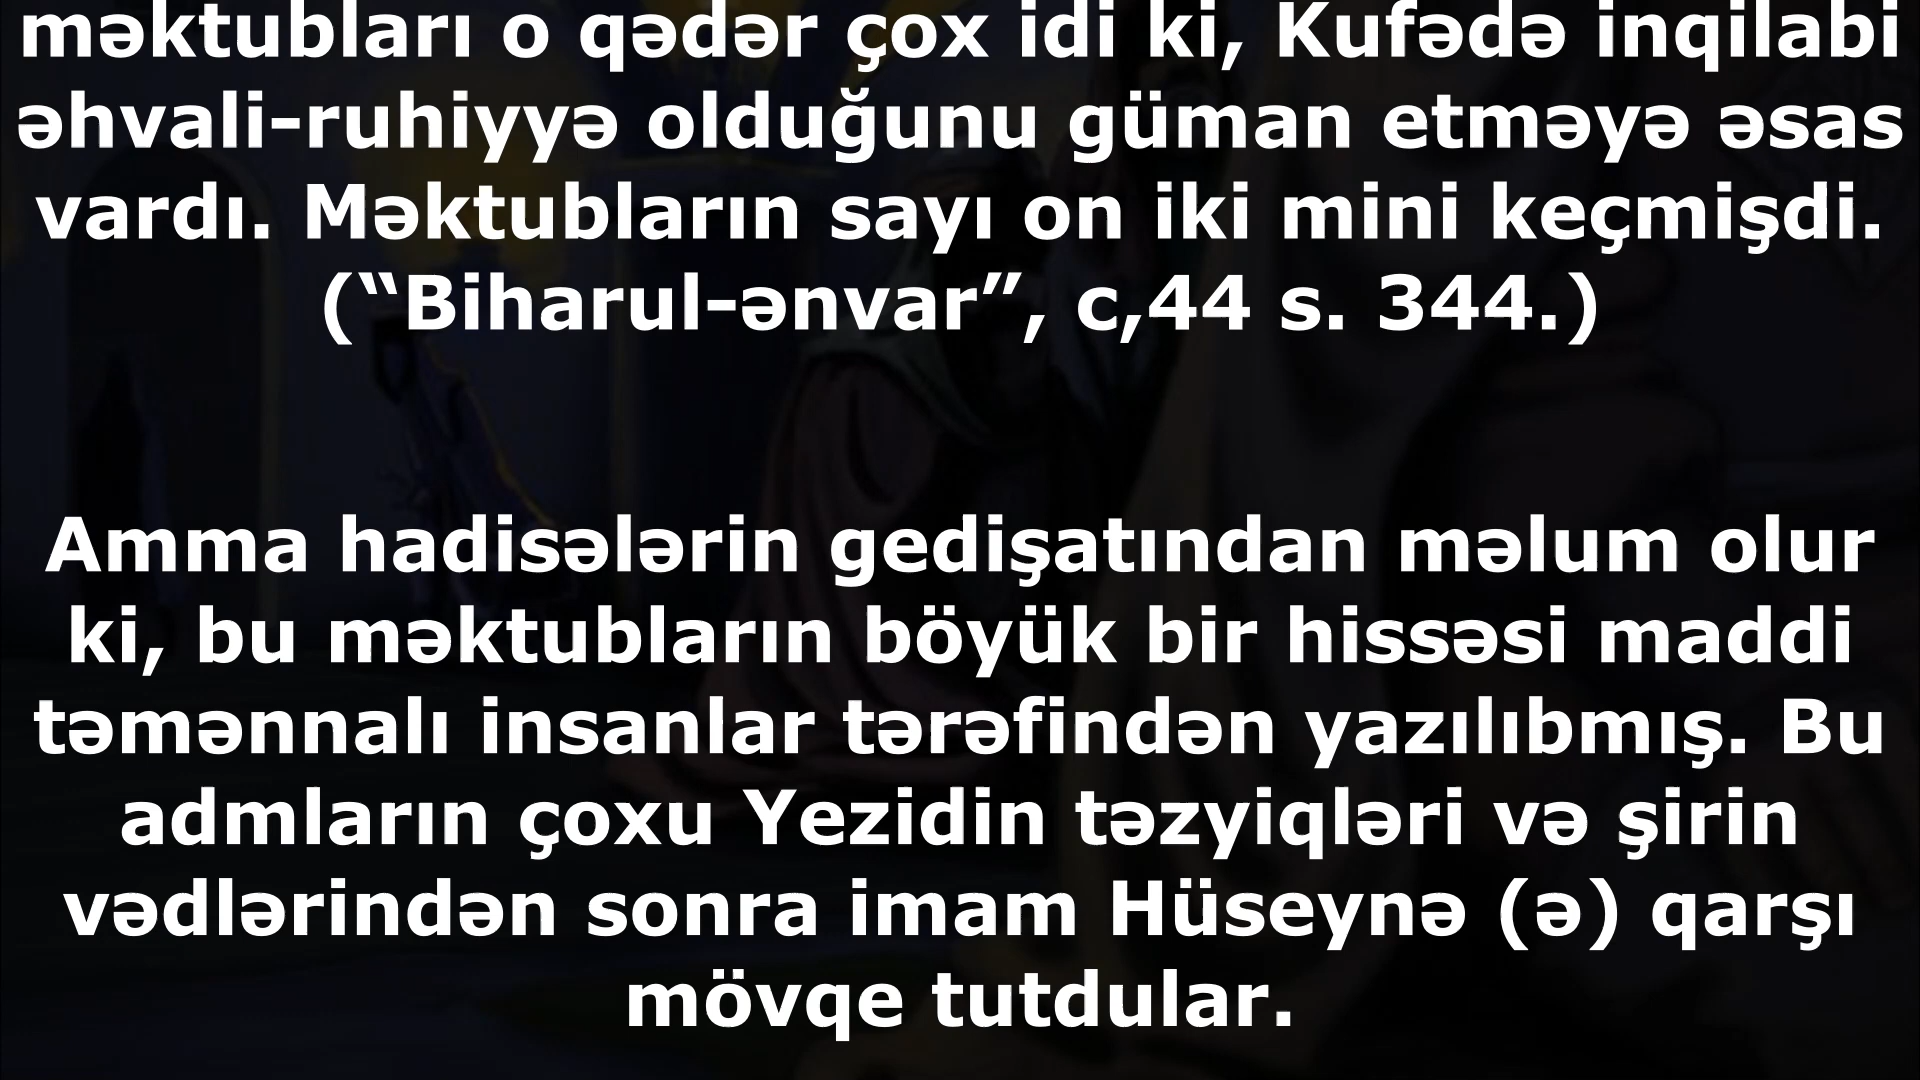 məktubları o qədər çox idi ki, Kufədə inqilabi
əhvali-ruhiyyə olduğunu güman etməyə əsas
vardı. Məktubların sayı on iki mini keçmişdi.
(“Biharul-ənvar”, c,44 s. 344.)
Amma hadisələrin gedişatından məlum olur
ki, bu məktubların böyük bir hissəsi maddi
təmənnalı insanlar tərəfindən yazılıbmış. Bu
admların çoxu Yezidin təzyiqləri və şirin
vədlərindən sonra imam Hüseynə (ə) qarşı
mövqe tutdular.